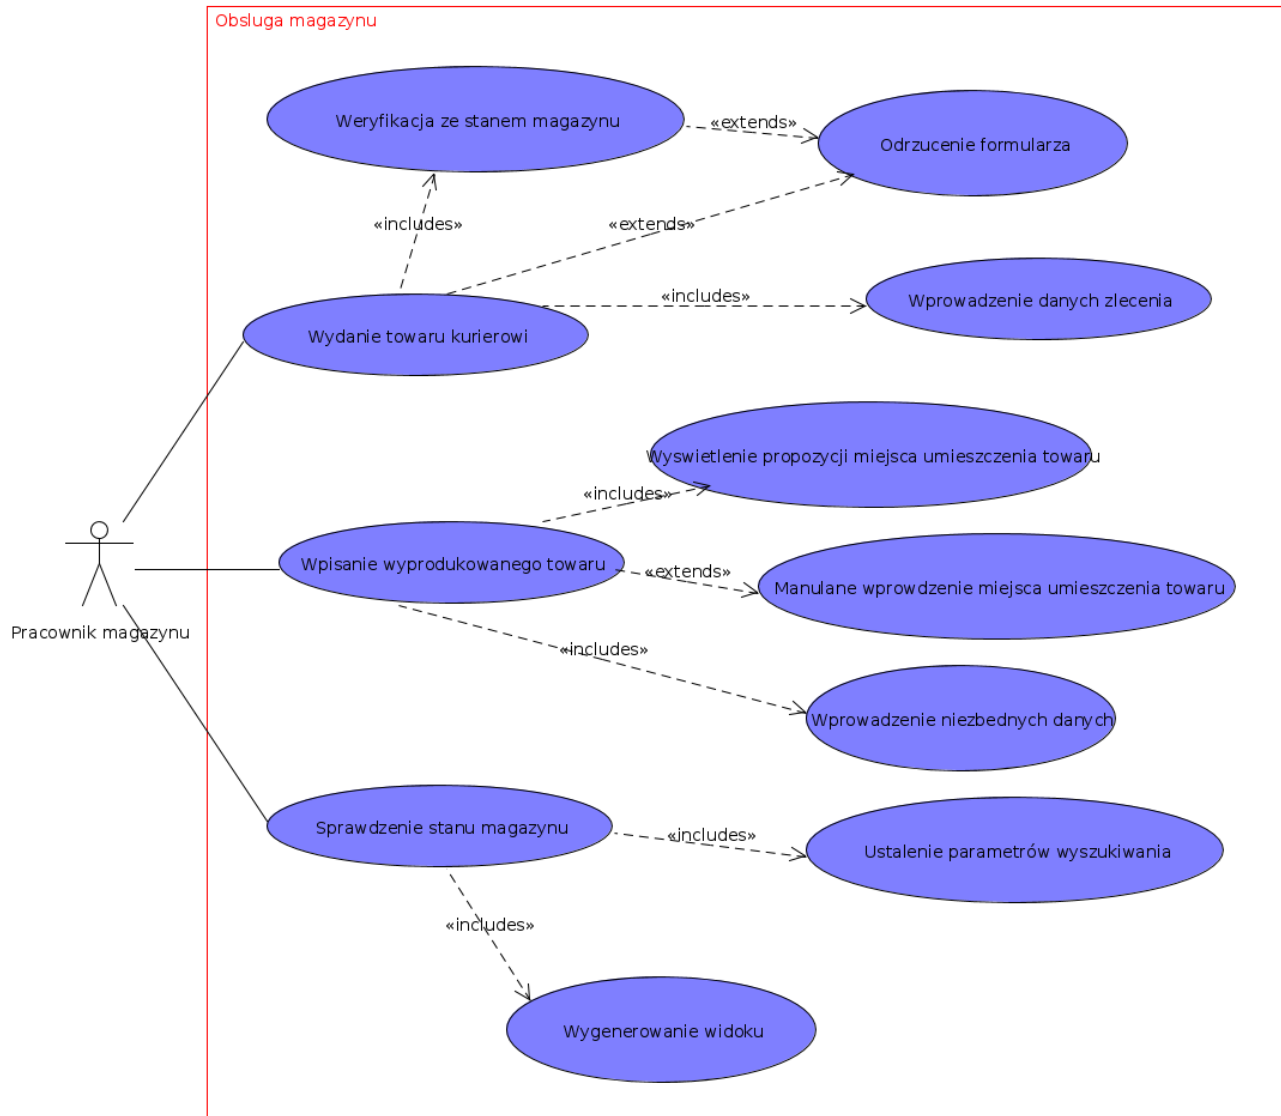 Obsluga magazynu
Weryfikacja ze stanem magazynu
«extends»
Odrzucenie formularza
«includes»
«extends»
«includes»
Wprowadzenie danych zlecenia
Wydanie towaru kurierowi
Wyswietlenie propozycji miejsca umieszczenia towaru
«includes»
Wpisanie wyprodukowanego towaru
«extends»
Manulane wprowdzenie miejsca umieszczenia towaru
Pracownik magazynu
«includes»
Wprowadzenie niezbednych danych
Sprawdzenie stanu magazynu
«includes»
Ustalenie parametrów wyszukiwania
«includes»
Wygenerowanie widoku